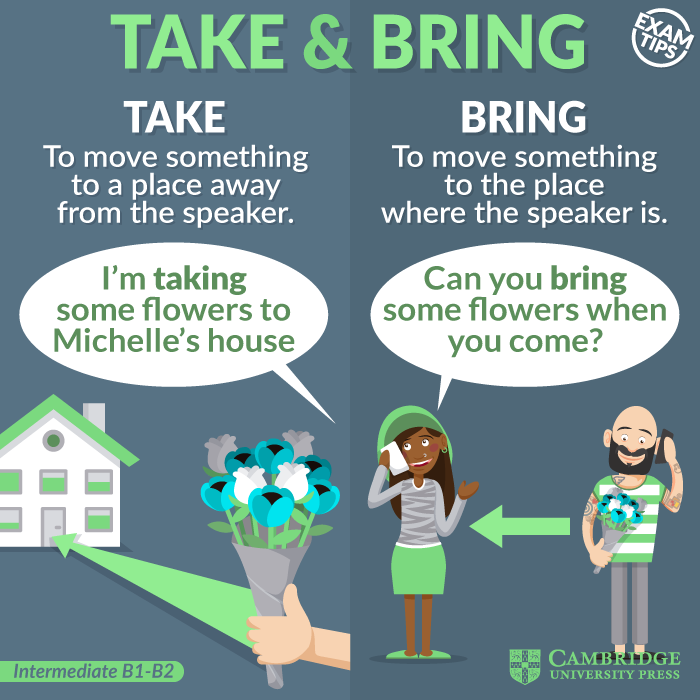 TAKE & BRING
EXAM
TIPS
TAKE
To move something
to a place away
from the speaker.
I'm taking
some flowers to
Michelle's house
BRING
To move something
to the place
where the speaker is.
Can you bring
some flowers when
you come?
Intermediate B1-B2
CAMBRIDGE
UNIVERSITY PRESS